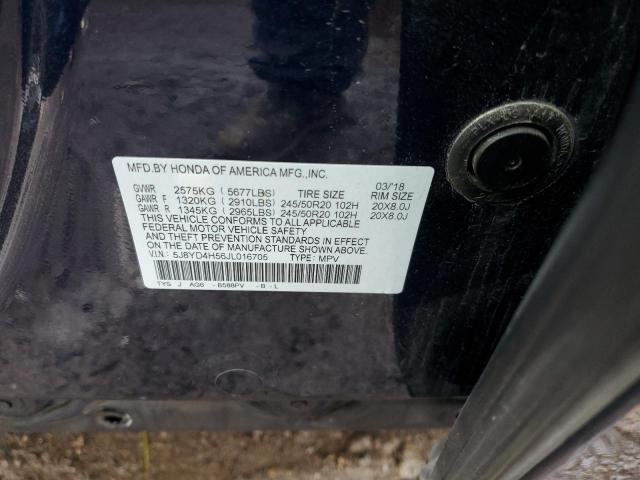 MFD.BY HONDA OF AMERICA MFG.,INC.
03/'18
GVWR 2575KG ( 5677LBS) TIRE SIZE RIM SIZE
GAWR F 1320KG ( 2910LBS) 245/50R20 102H 20X8.0J
GAWR R 1345KG ( 2965LBS) 245/50R20 102H 20X8.0J
THIS VEHICLE CONFORMS TO ALL APPLICABLE
FEDERAL MOTOR VEHICLE SAFETY
AND THEFT PREVENTION STANDARDS IN EFFECT
ON THE DATE OF MANUFACTURE SHOWN ABOVE.
V.I.N.: 5J8YD4H56JL016705 TYPE: MPV
TYS J AG6 -B588PV -B -L